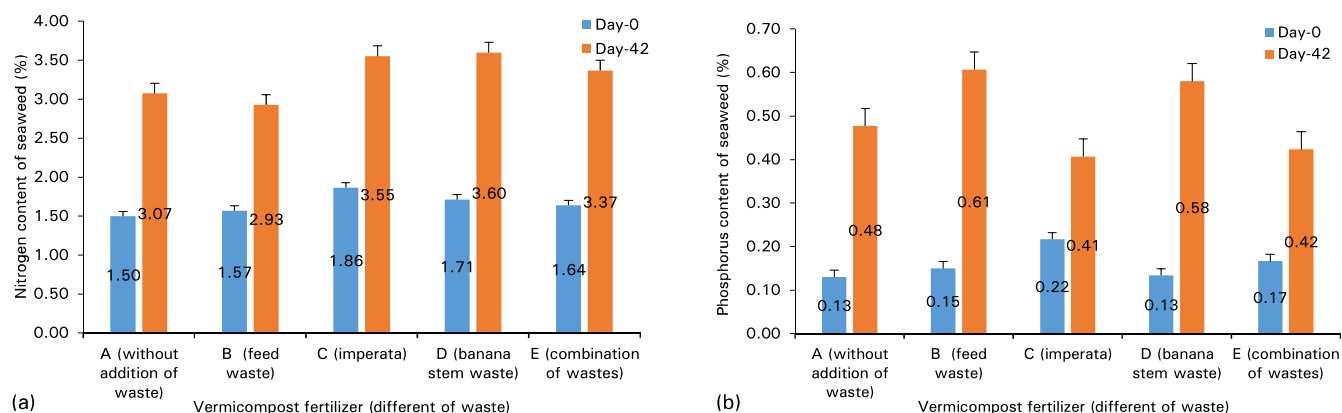 Nitrogen content of seaweed (%)
4.00
3.50
3.00
2.50
2.00
1.50
1.00
0.50
0.00
Day-0
Day-42
1.50
3.07
1.57
2.93
1.86
3.55
1.71
3.60
1.64
3.37
A (without
addition of
waste)
B (feed
waste)
C (imperata)
D (banana
stem waste)
E (combination
of wastes)
(a)
Vermicompost fertilizer (different of waste)
Phosphorus content of seaweed (%)
0.70
0.60
0.50
0.40
0.30
0.20
0.10
0.00
Day-0
Day-42
0.13
0.48
0.15
0.61
0.22
0.41
0.13
0.58
0.17
0.42
A (without
addition of
waste)
B (feed
waste)
C (imperata)
D (banana
stem waste)
E (combination
of wastes)
(b)
Vermicompost fertilizer (different of waste)